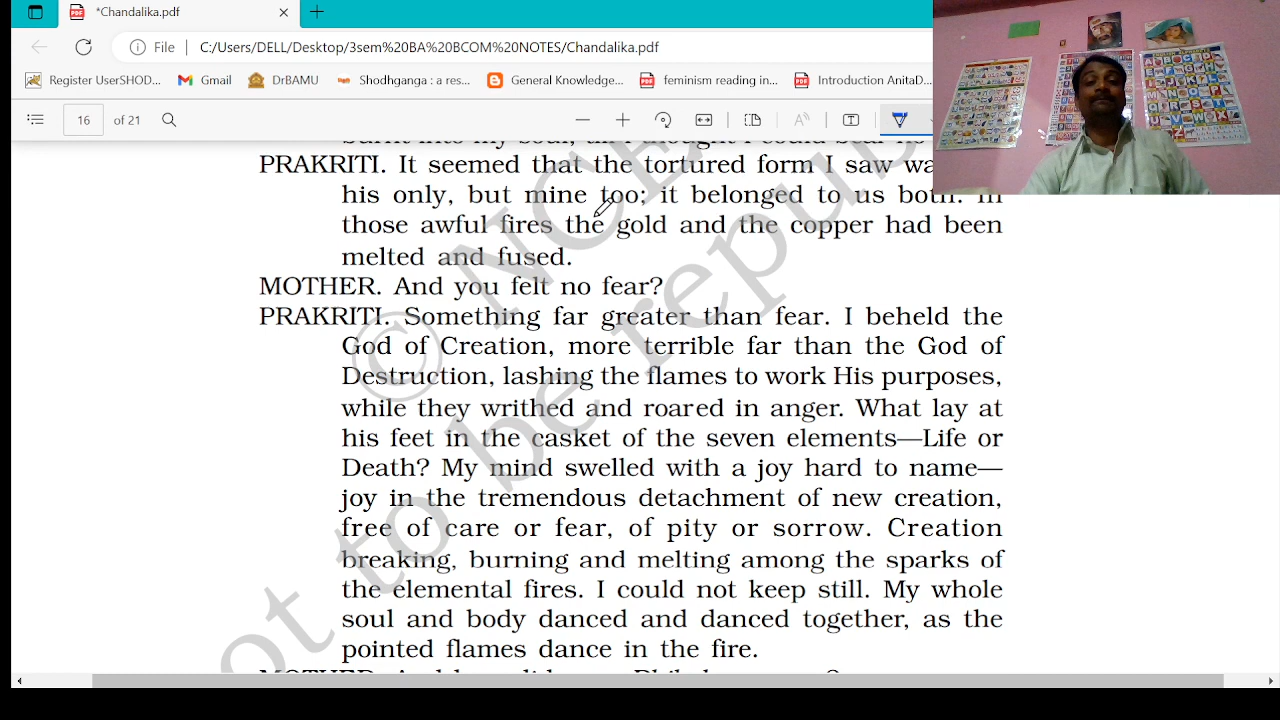 *Chandalika.pdf
File C:/Users/DELL/Desktop/3sem%20BA%20BCOM%20NOTES/Chandalika.pdf
Register UserSHOD... Gmail DrBAMU Shodhganga : a res... General Knowledge... feminism reading in... Introduction AnitaD...
16 of 21
PRAKRITI. It seemed that the tortured form I saw
his only, but mine too; it belonged to us both. In
those awful fires the gold and the copper had been
melted and fused.
MOTHER. And you felt no fear?
PRAKRITI. Something far greater than fear. I beheld the
God of Creation, more terrible far than the God of
Destruction, lashing the flames to work His purposes,
while they writhed and roared in anger. What lay at
his feet in the casket of the seven elements—Life or
Death? My mind swelled with a joy hard to name—
joy in the tremendous detachment of new creation,
free of care or fear, of pity or sorrow. Creation
breaking, burning and melting among the sparks of
the elemental fires. I could not keep still. My whole
soul and body danced and danced together, as the
pointed flames dance in the fire.